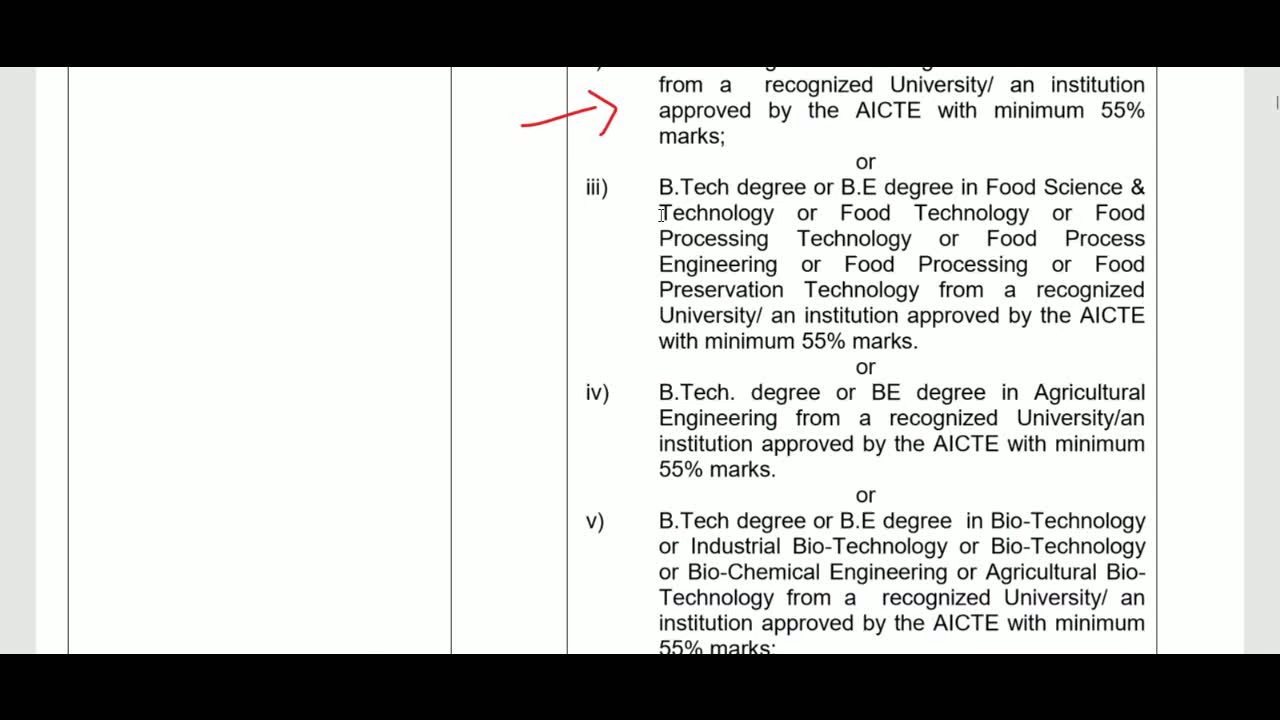 from a recognized University/ an institution
approved by the AICTE with minimum 55%
marks;
or
iii) B.Tech degree or B.E degree in Food Science &
Technology or Food Technology or Food
Processing Technology or Food Process
Engineering or Food Processing or Food
Preservation Technology from a recognized
University/ an institution approved by the AICTE
with minimum 55% marks.
or
iv) B.Tech. degree or BE degree in Agricultural
Engineering from a recognized University/an
institution approved by the AICTE with minimum
55% marks.
or
v) B.Tech degree or B.E degree in Bio-Technology
or Industrial Bio-Technology or Bio-Technology
or Bio-Chemical Engineering or Agricultural Bio-
Technology from a recognized University/ an
institution approved by the AICTE with minimum
55% marks;